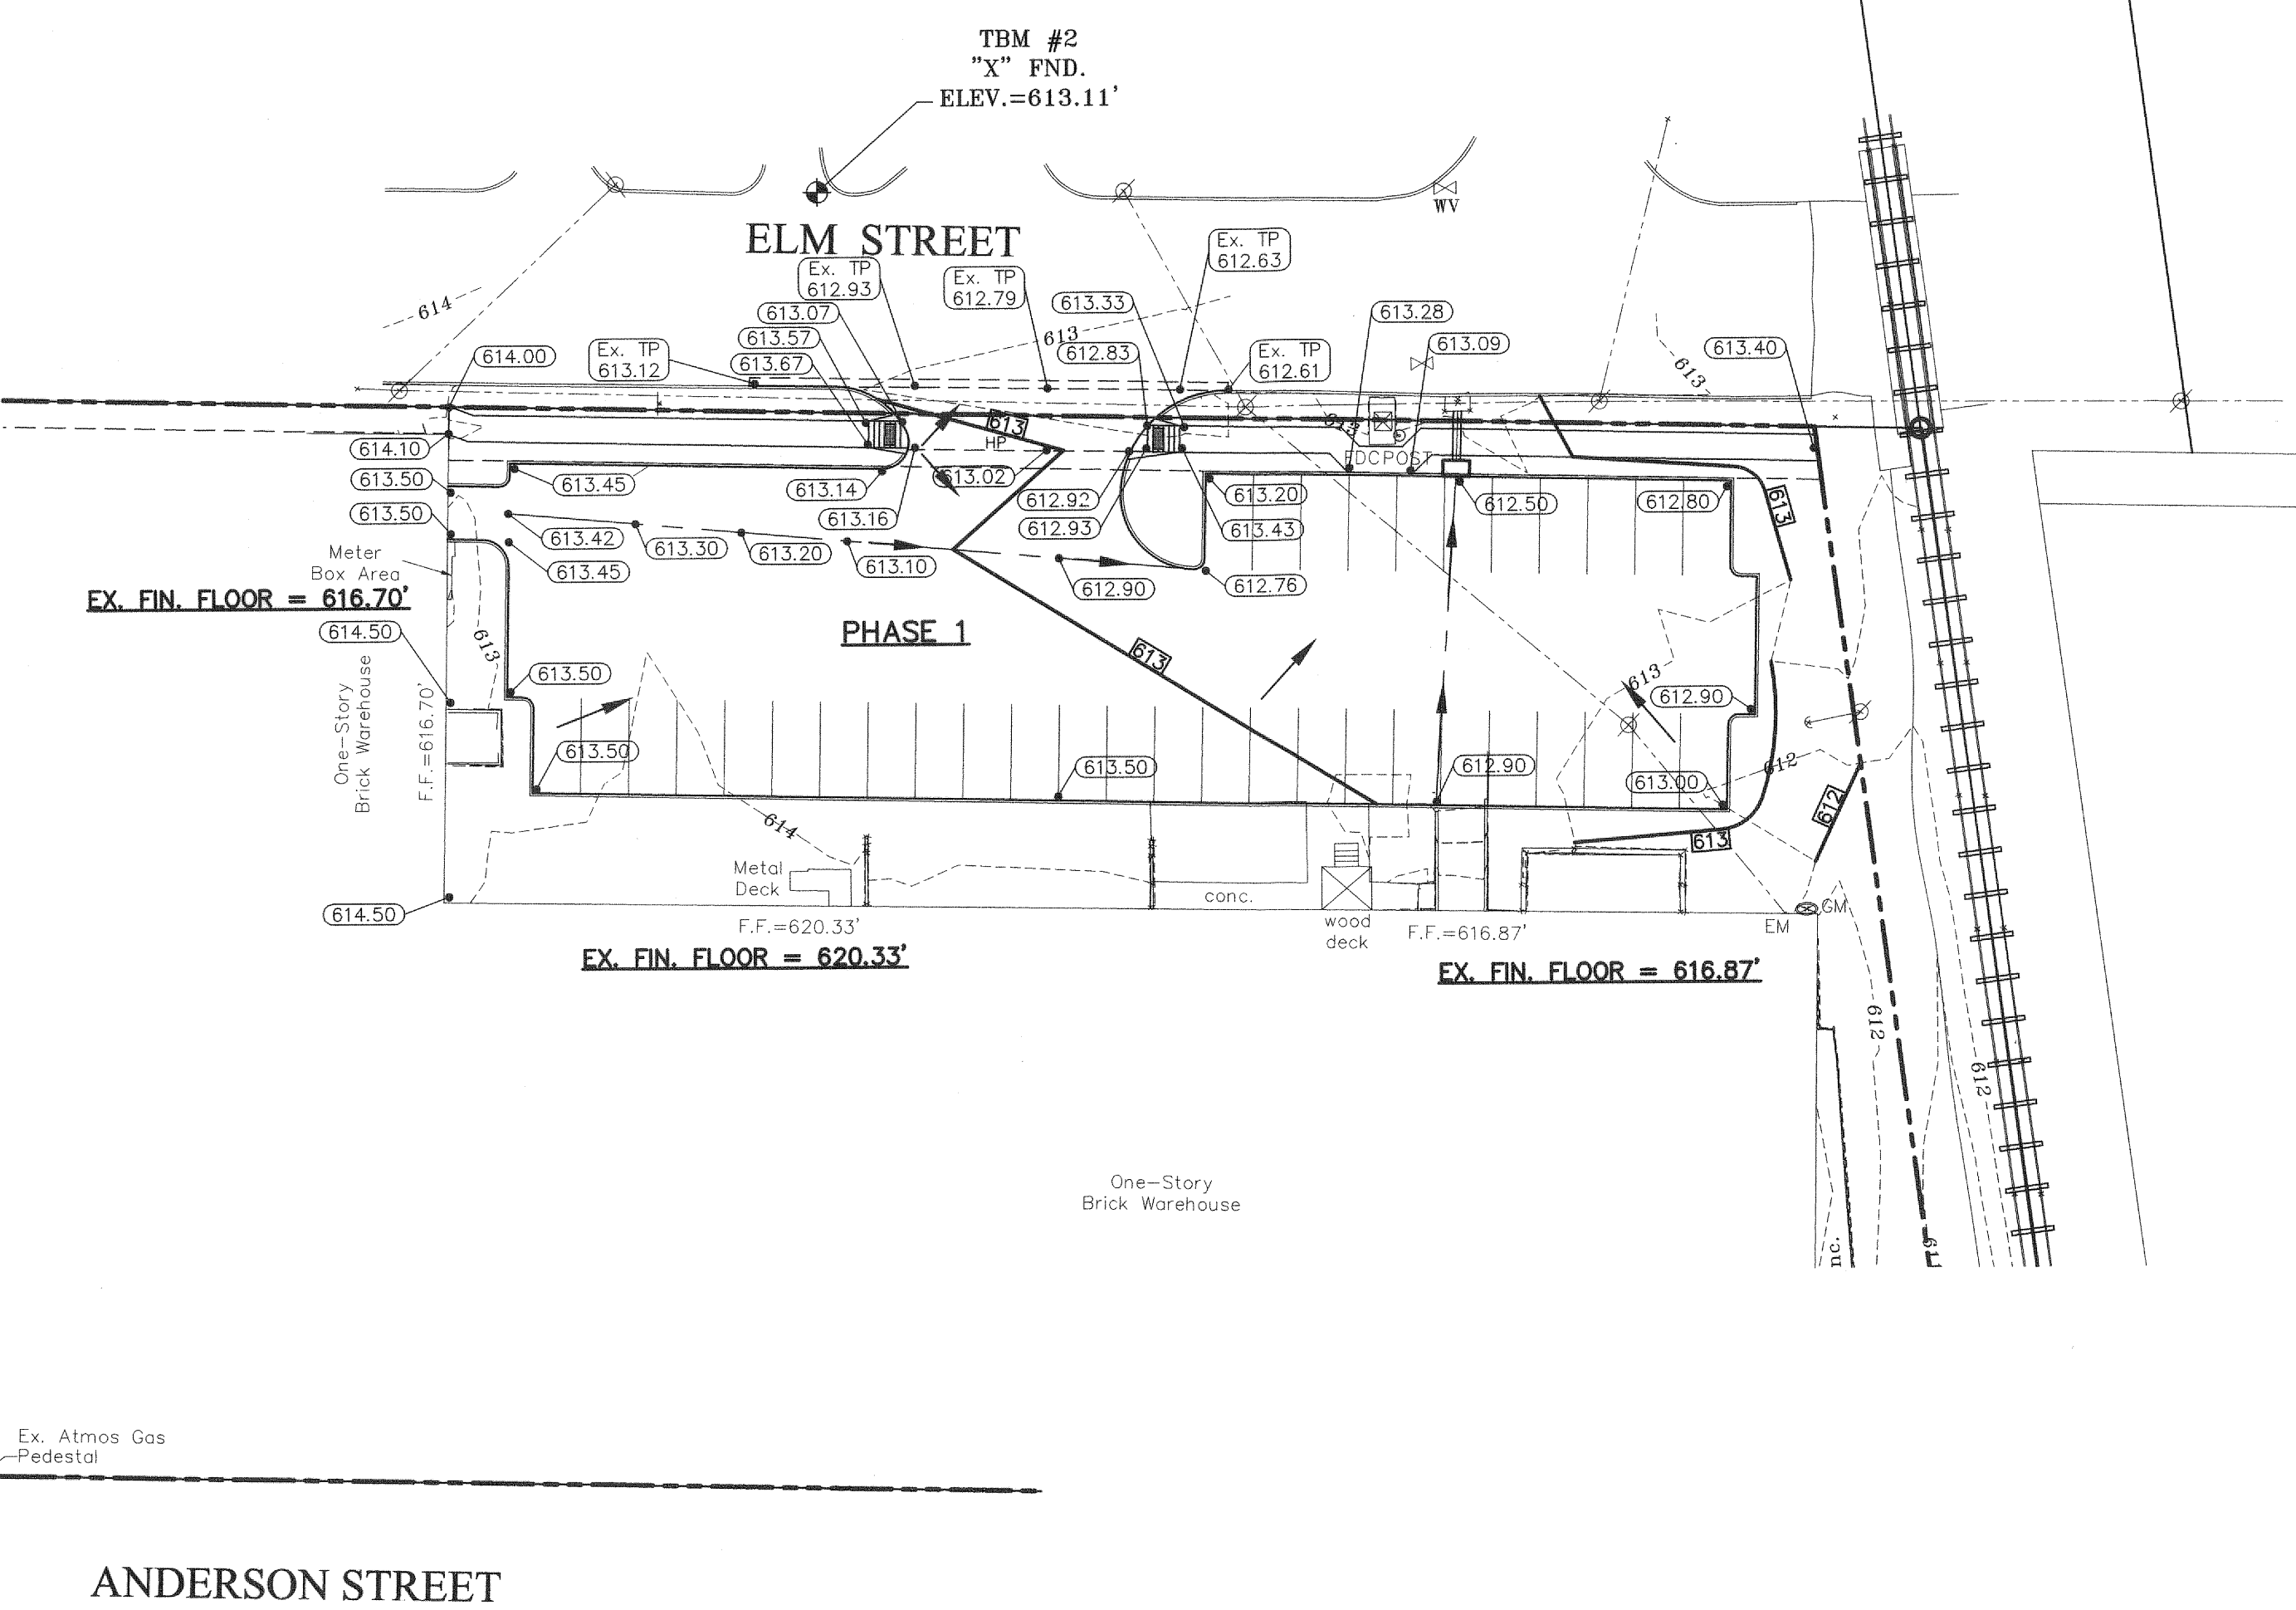 TBM #2
"X" FND.
ELEV.=613.11'
WV
ELM STREET
Ex. TP
612.63
Ex. TP
612.93
Ex. TP
612.79
613.33
613.07
613.28
614
613.57
613
612.83
613.09
613.40
614.00
Ex. TP
613.12
613.67
Ex. TP
612.61
613
613
613
HP
614.10
FDCPOST
613.50
613.45
613.14
613.02
612.92
613.20
612.50
612.80
613
613.50
613.16
612.93
613.43
613.42
613.30
613.20
613.10
Meter
Box Area
613.45
612.90
612.76
EX. FIN. FLOOR = 616.70'
614.50
PHASE 1
613
613
613.50
613
612.90
One-Story
Brick Warehouse
F.F.=616.70'
613.50
613.50
612.90
613.00
612
612
614
613
Metal
Deck
conc.
614.50
F.F.=620.33'
wood
deck
F.F.=616.87'
EM
GM
EX. FIN. FLOOR = 620.33'
EX. FIN. FLOOR = 616.87'
612
612
One-Story
Brick Warehouse
nc.
Ex. Atmos Gas
Pedestal
ANDERSON STREET